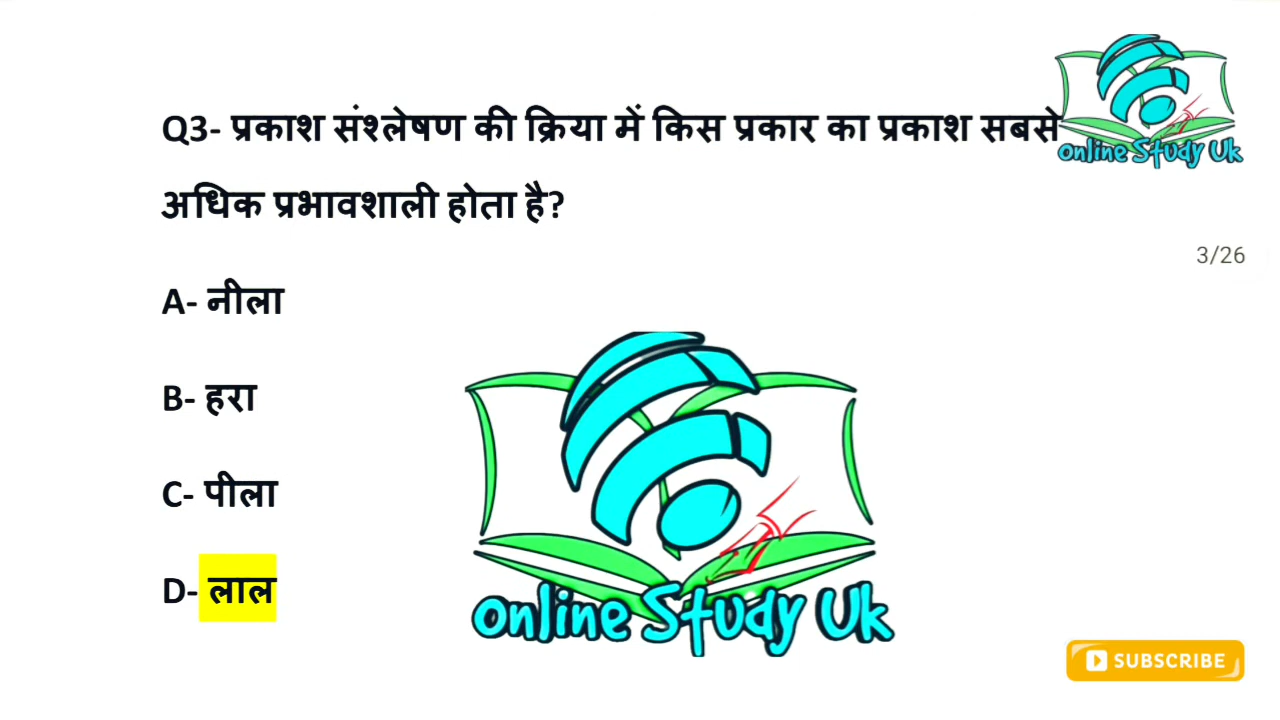 Q3- प्रकाश संश्लेषण की क्रिया में किस प्रकार का प्रकाश सबसे
अधिक प्रभावशाली होता है?
A- नीला
B- हरा
C- पीला
D- लाल
Online Study Uk
3/26
Online Study Uk
SUBSCRIBE